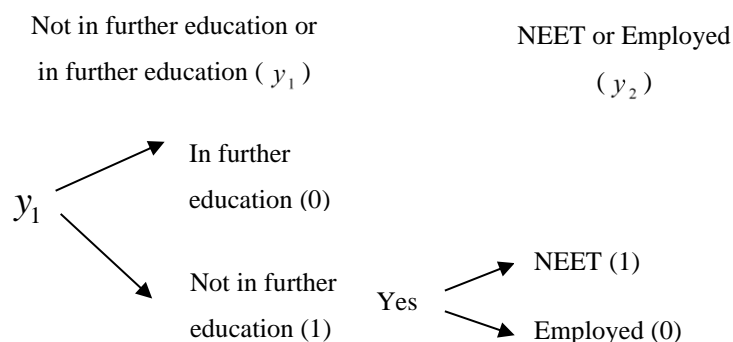 Not in further education or
in further education ( y₁ )
NEET or Employed
( y₂ )
In further
education (0)
y₁
Not in further
education (1)
Yes
NEET (1)
Employed (0)